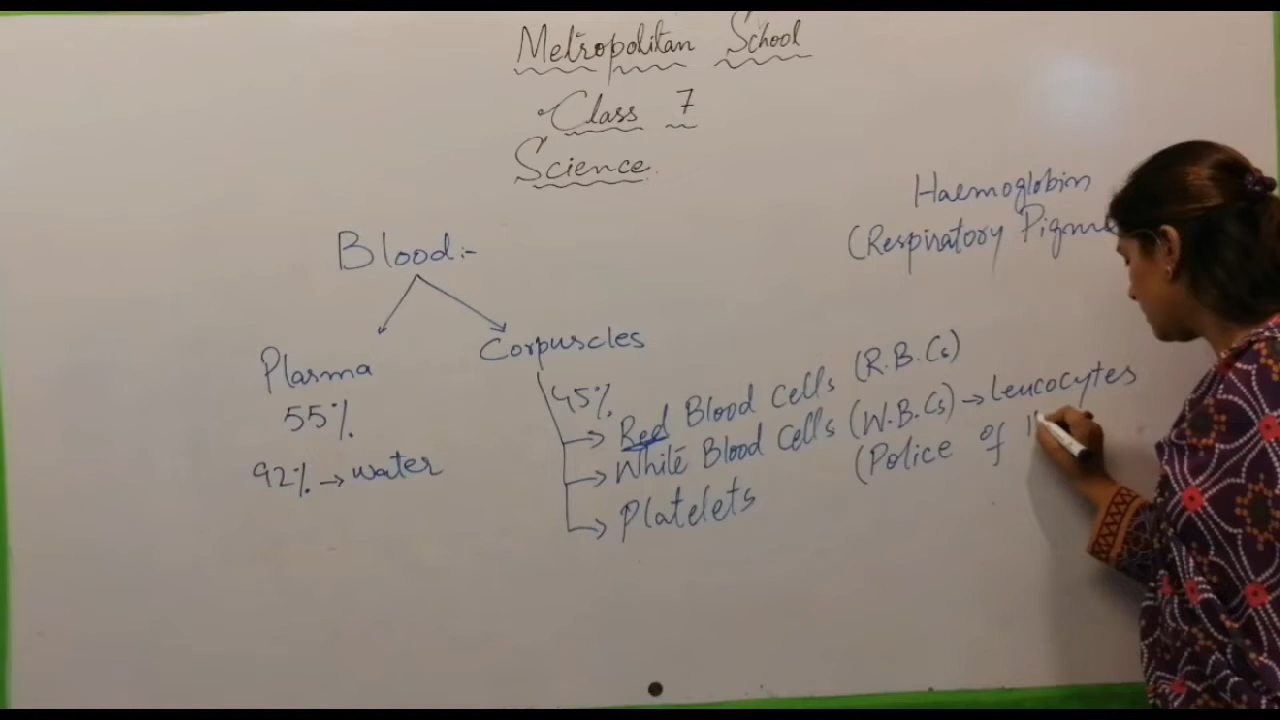 Metropolitan School
Class 7
Science
Haemoglobin
(Respiratory
Blood:-
Plasma
55%
92% → water
Corpuscles
45%
→ Red Blood Cells (R.B.Cs)
→ White Blood Cells (W.B.Cs) → Leucocytes
(Police of
→ Platelets